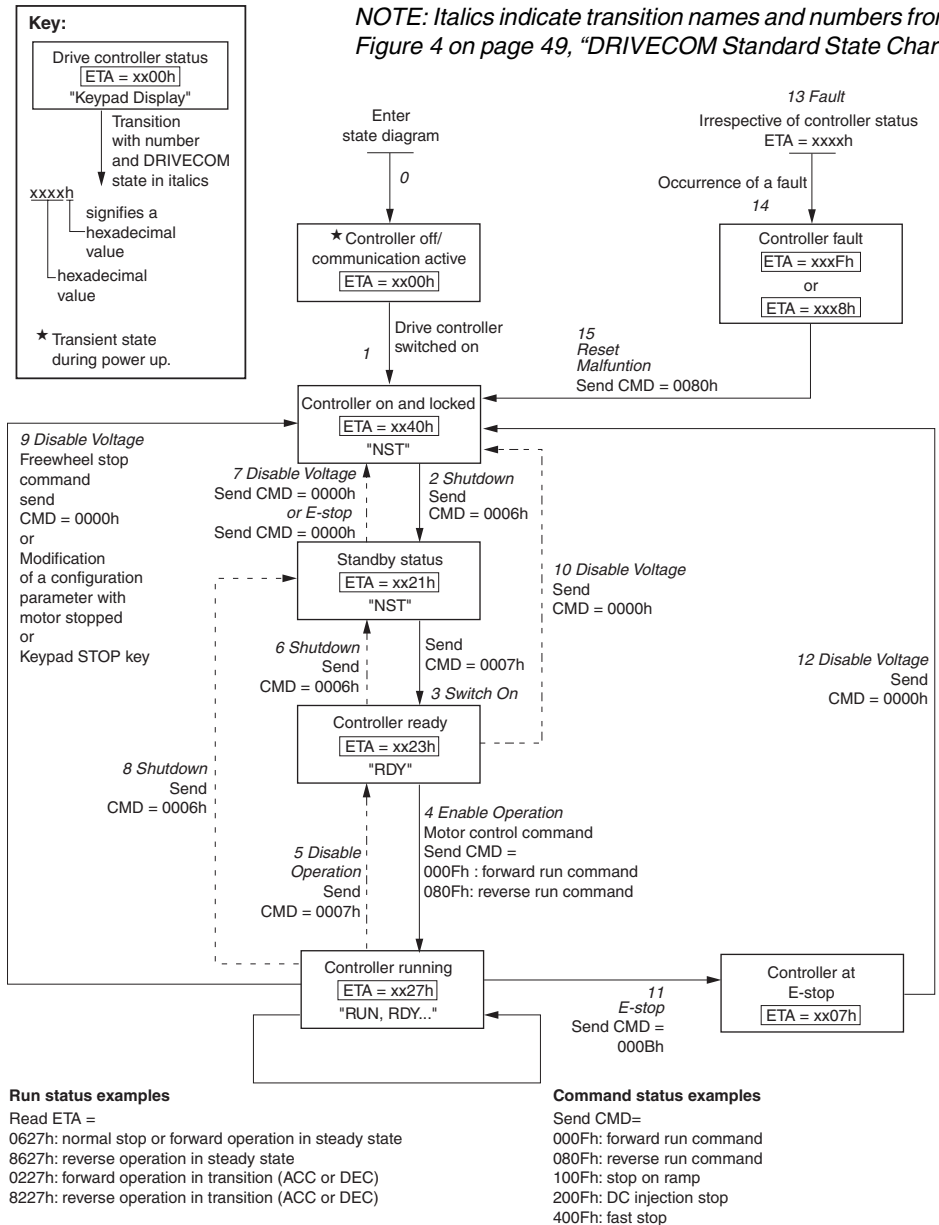 NOTE: Italics indicate transition names and numbers from
Figure 4 on page 49, “DRIVECOM Standard State Char
Key:
Drive controller status
ETA = xx00h
"Keypad Display"
Transition
with number
and DRIVECOM
state in italics
xxxxh
signifies a
hexadecimal
value
hexadecimal
value
★ Transient state
during power up.
Enter
state diagram
0
★ Controller off/
communication active
ETA = xx00h
Drive controller
switched on
1
13 Fault
Irrespective of controller status
ETA = xxxxh
Occurrence of a fault
14
Controller fault
ETA = xxxFh
or
ETA = xxx8h
15
Reset
Malfuntion
Send CMD = 0080h
Controller on and locked
ETA = xx40h
"NST"
9 Disable Voltage
Freewheel stop
command
send
CMD = 0000h
or
Modification
of a configuration
parameter with
motor stopped
or
Keypad STOP key
7 Disable Voltage
Send CMD = 0000h
or E-stop
Send CMD = 0000h
2 Shutdown
Send
CMD = 0006h
Standby status
ETA = xx21h
"NST"
10 Disable Voltage
Send
CMD = 0000h
6 Shutdown
Send
CMD = 0006h
Send
CMD = 0007h
3 Switch On
12 Disable Voltage
Send
CMD = 0000h
Controller ready
ETA = xx23h
"RDY"
8 Shutdown
Send
CMD = 0006h
5 Disable
Operation
Send
CMD = 0007h
4 Enable Operation
Motor control command
Send CMD =
000Fh : forward run command
080Fh: reverse run command
Controller running
ETA = xx27h
"RUN, RDY..."
11
E-stop
Send CMD =
000Bh
Controller at
E-stop
ETA = xx07h
Run status examples
Read ETA =
0627h: normal stop or forward operation in steady state
8627h: reverse operation in steady state
0227h: forward operation in transition (ACC or DEC)
8227h: reverse operation in transition (ACC or DEC)
Command status examples
Send CMD=
000Fh: forward run command
080Fh: reverse run command
100Fh: stop on ramp
200Fh: DC injection stop
400Fh: fast stop